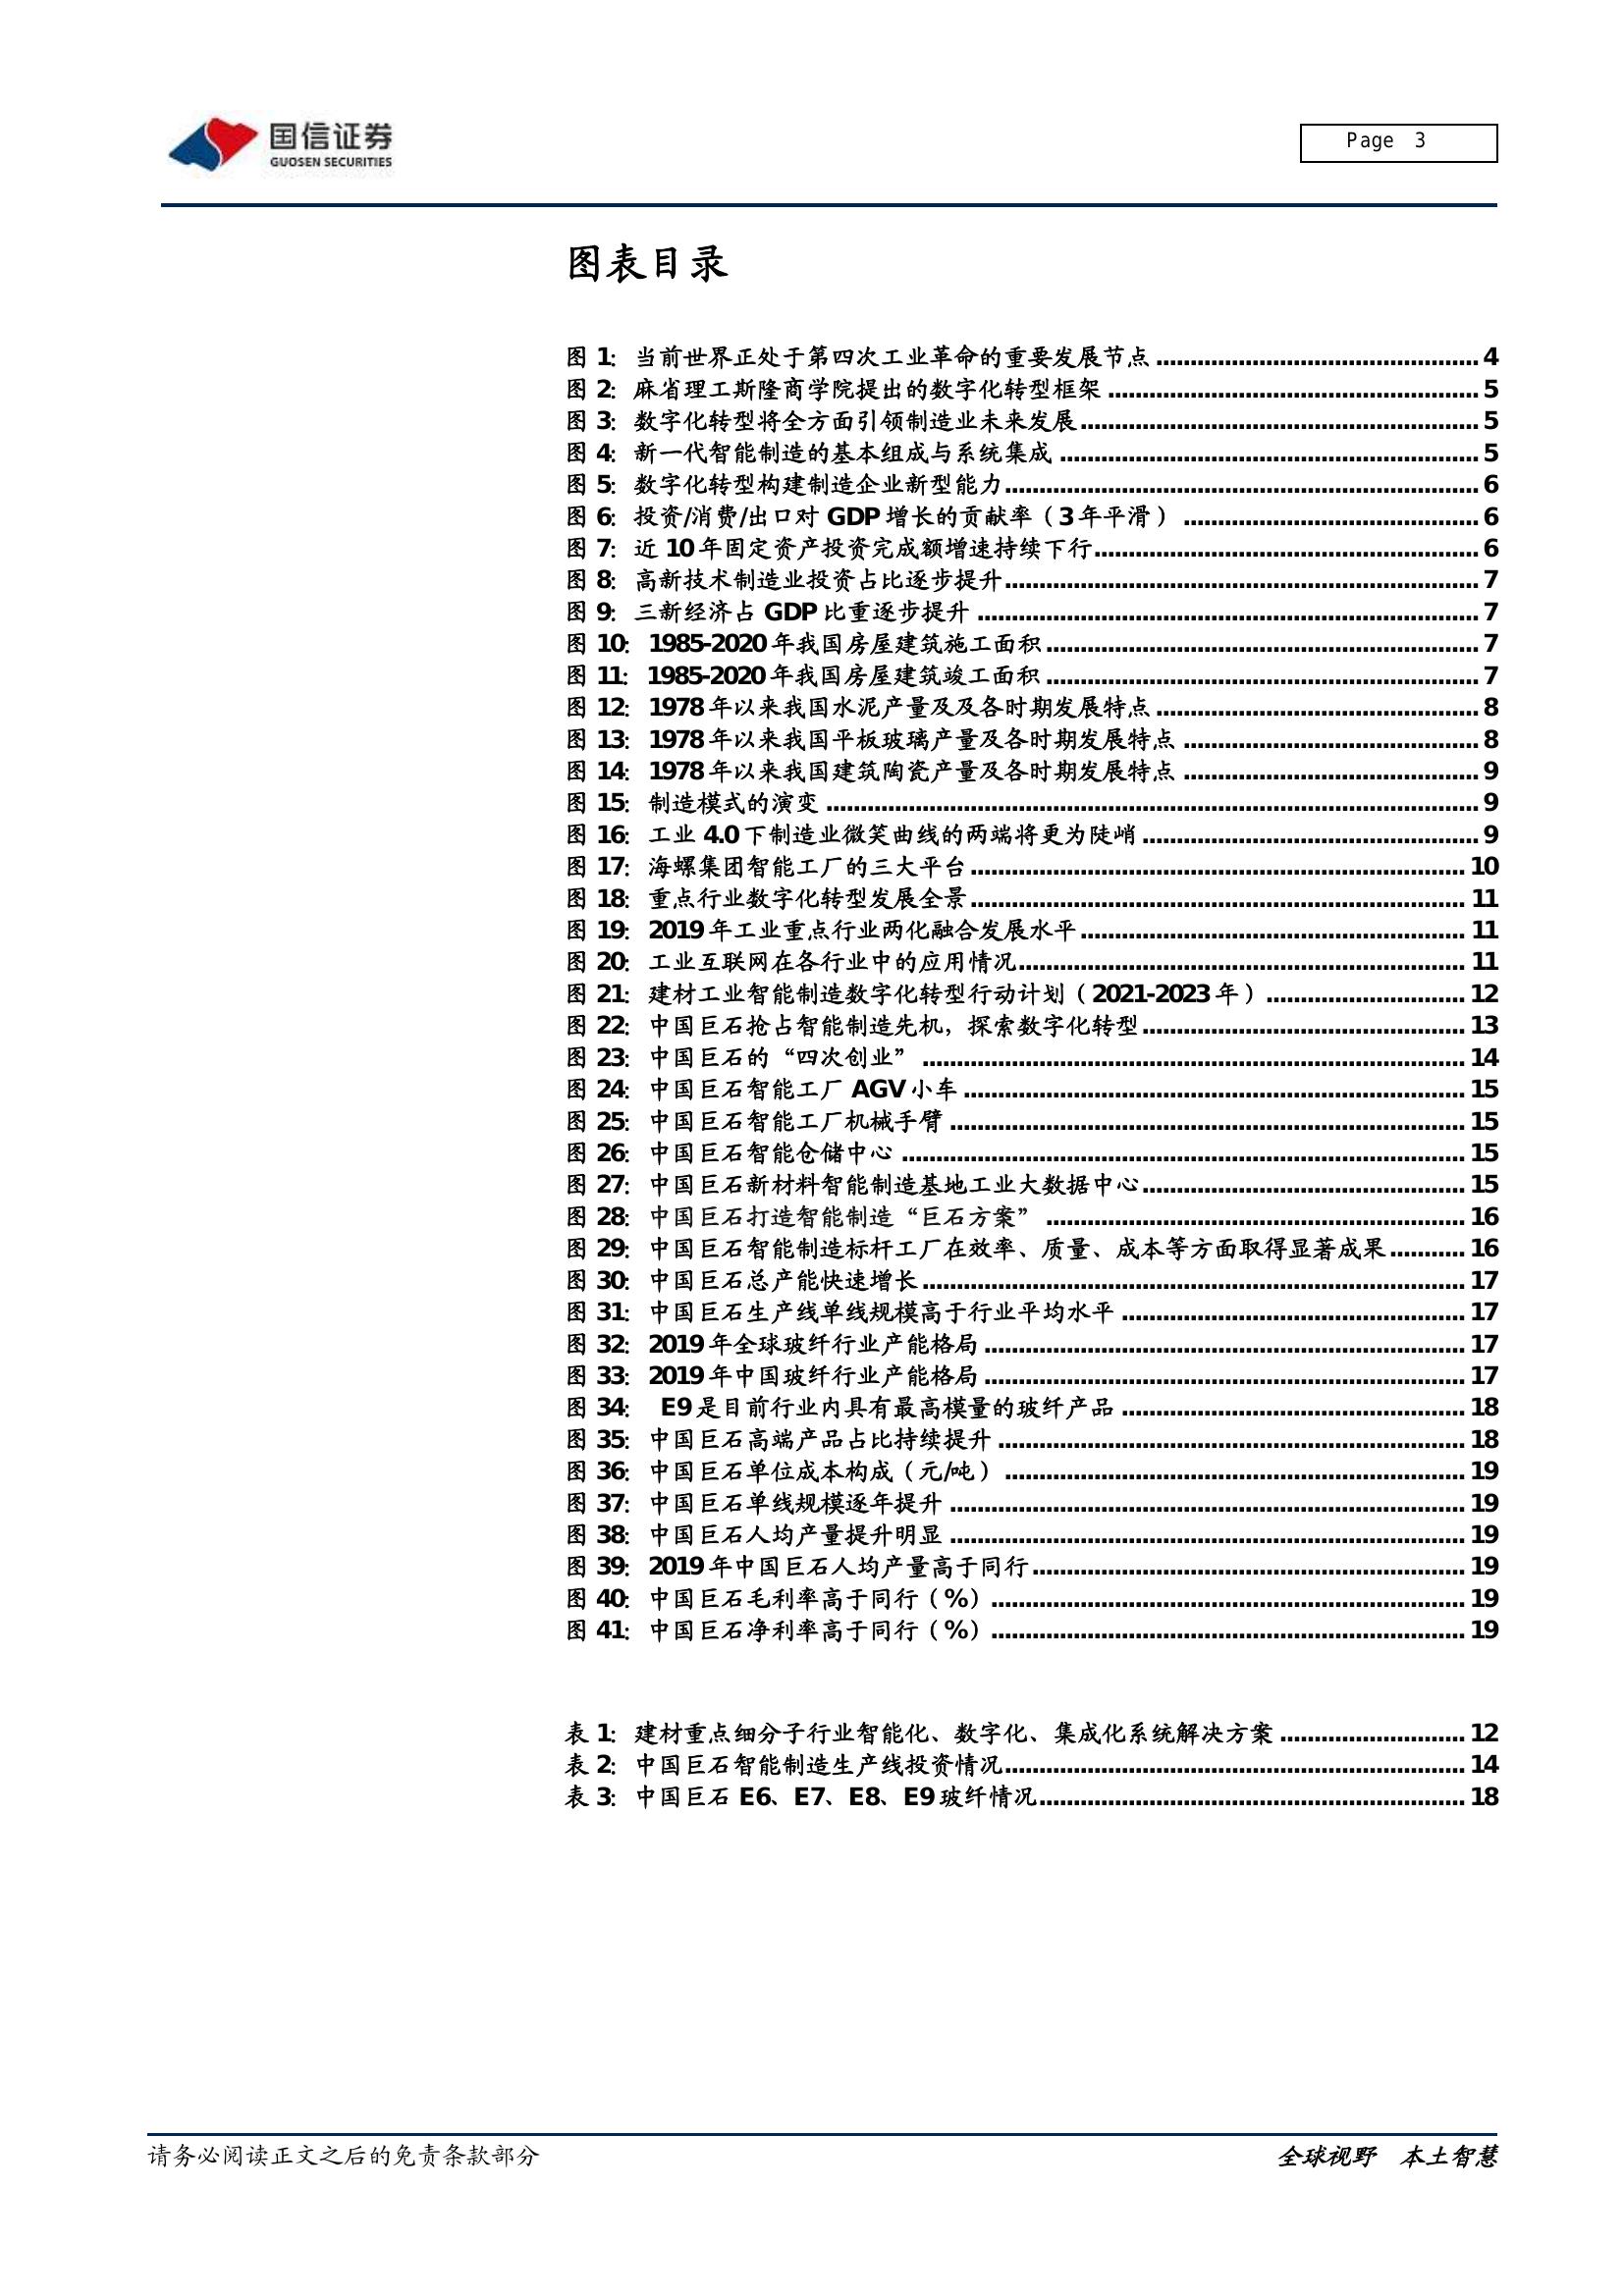 国信证券
GUOSEN SECURITIES
Page 3
图表目录
图 1: 当前世界正处于第四次工业革命的重要发展节点 4
图 2: 麻省理工斯隆商学院提出的数字化转型框架 5
图 3: 数字化转型将全方面引领制造业未来发展 5
图 4: 新一代智能制造的基本组成与系统集成 5
图 5: 数字化转型构建制造企业新型能力 6
图 6: 投资/消费/出口对 GDP 增长的贡献率（3 年平滑） 6
图 7: 近 10 年固定资产投资完成额增速持续下行 6
图 8: 高新技术制造业投资占比逐步提升 7
图 9: 三新经济占 GDP 比重逐步提升 7
图 10: 1985-2020 年我国房屋建筑施工面积 7
图 11: 1985-2020 年我国房屋建筑竣工面积 7
图 12: 1978 年以来我国水泥产量及及各时期发展特点 8
图 13: 1978 年以来我国平板玻璃产量及各时期发展特点 8
图 14: 1978 年以来我国建筑陶瓷产量及各时期发展特点 9
图 15: 制造模式的演变 9
图 16: 工业 4.0 下制造业微笑曲线的两端将更为陡峭 9
图 17: 海螺集团智能工厂的三大平台 10
图 18: 重点行业数字化转型发展全景 11
图 19: 2019 年工业重点行业两化融合发展水平 11
图 20: 工业互联网在各行业中的应用情况 11
图 21: 建材工业智能制造数字化转型行动计划（2021-2023 年） 12
图 22: 中国巨石抢占智能制造先机，探索数字化转型 13
图 23: 中国巨石的“四次创业” 14
图 24: 中国巨石智能工厂 AGV 小车 15
图 25: 中国巨石智能工厂机械手臂 15
图 26: 中国巨石智能仓储中心 15
图 27: 中国巨石新材料智能制造基地工业大数据中心 15
图 28: 中国巨石打造智能制造“巨石方案” 16
图 29: 中国巨石智能制造标杆工厂在效率、质量、成本等方面取得显著成果 16
图 30: 中国巨石总产能快速增长 17
图 31: 中国巨石生产线单线规模高于行业平均水平 17
图 32: 2019 年全球玻纤行业产能格局 17
图 33: 2019 年中国玻纤行业产能格局 17
图 34: E9 是目前行业内具有最高模量的玻纤产品 18
图 35: 中国巨石高端产品占比持续提升 18
图 36: 中国巨石单位成本构成（元/吨） 19
图 37: 中国巨石单线规模逐年提升 19
图 38: 中国巨石人均产量提升明显 19
图 39: 2019 年中国巨石人均产量高于同行 19
图 40: 中国巨石毛利率高于同行（%） 19
图 41: 中国巨石净利率高于同行（%） 19
表 1: 建材重点细分子行业智能化、数字化、集成化系统解决方案 12
表 2: 中国巨石智能制造生产线投资情况 14
表 3: 中国巨石 E6、E7、E8、E9 玻纤情况 18
请务必阅读正文之后的免责条款部分
全球视野 本土智慧